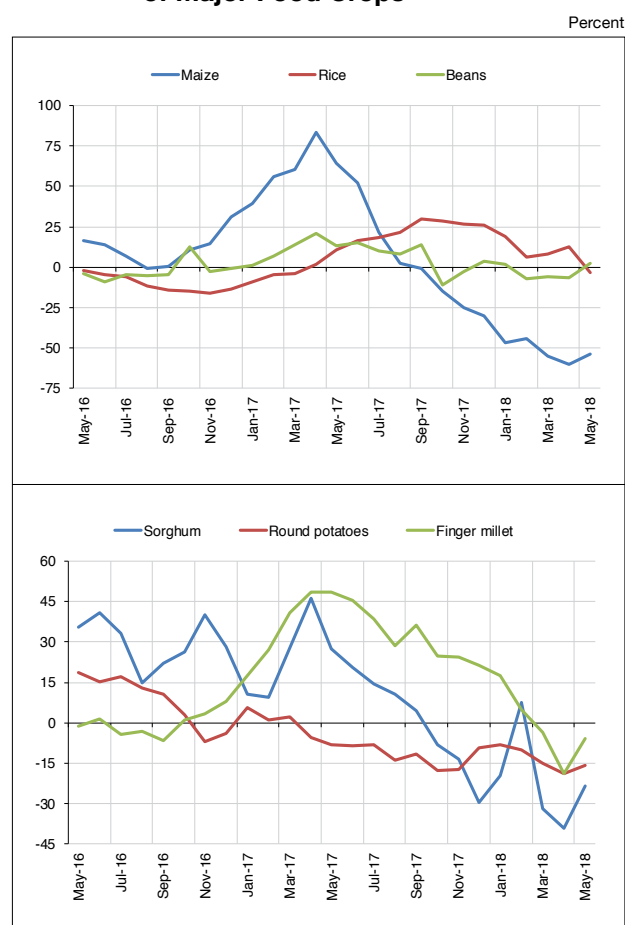 of Major Food Crops
Percent
Maize Rice Beans
100
75
50
25
0
-25
-50
-75
May-16 Jul-16 Sep-16 Nov-16 Jan-17 Mar-17 May-17 Jul-17 Sep-17 Nov-17 Jan-18 Mar-18 May-18
Sorghum Round potatoes Finger millet
60
45
30
15
0
-15
-30
-45
May-16 Jul-16 Sep-16 Nov-16 Jan-17 Mar-17 May-17 Jul-17 Sep-17 Nov-17 Jan-18 Mar-18 May-18